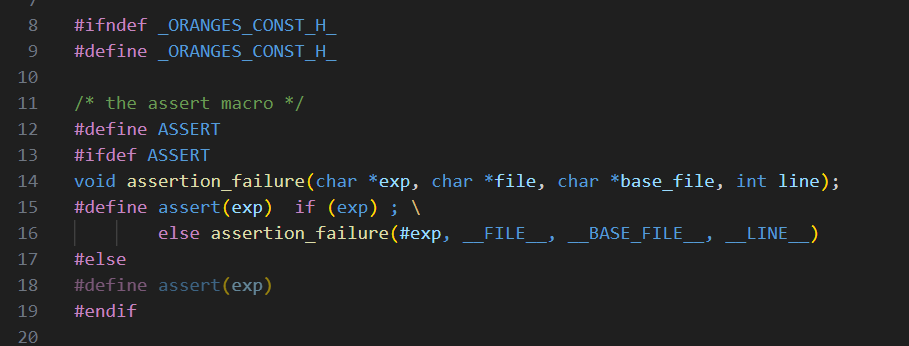 8 #ifndef _ORANGES_CONST_H_
9 #define _ORANGES_CONST_H_
10
11 /* the assert macro */
12 #define ASSERT
13 #ifdef ASSERT
14 void assertion_failure(char *exp, char *file, char *base_file, int line);
15 #define assert(exp)  if (exp) ; \
16         else assertion_failure(#exp, __FILE__, __BASE_FILE__, __LINE__)
17 #else
18 #define assert(exp)
19 #endif
20